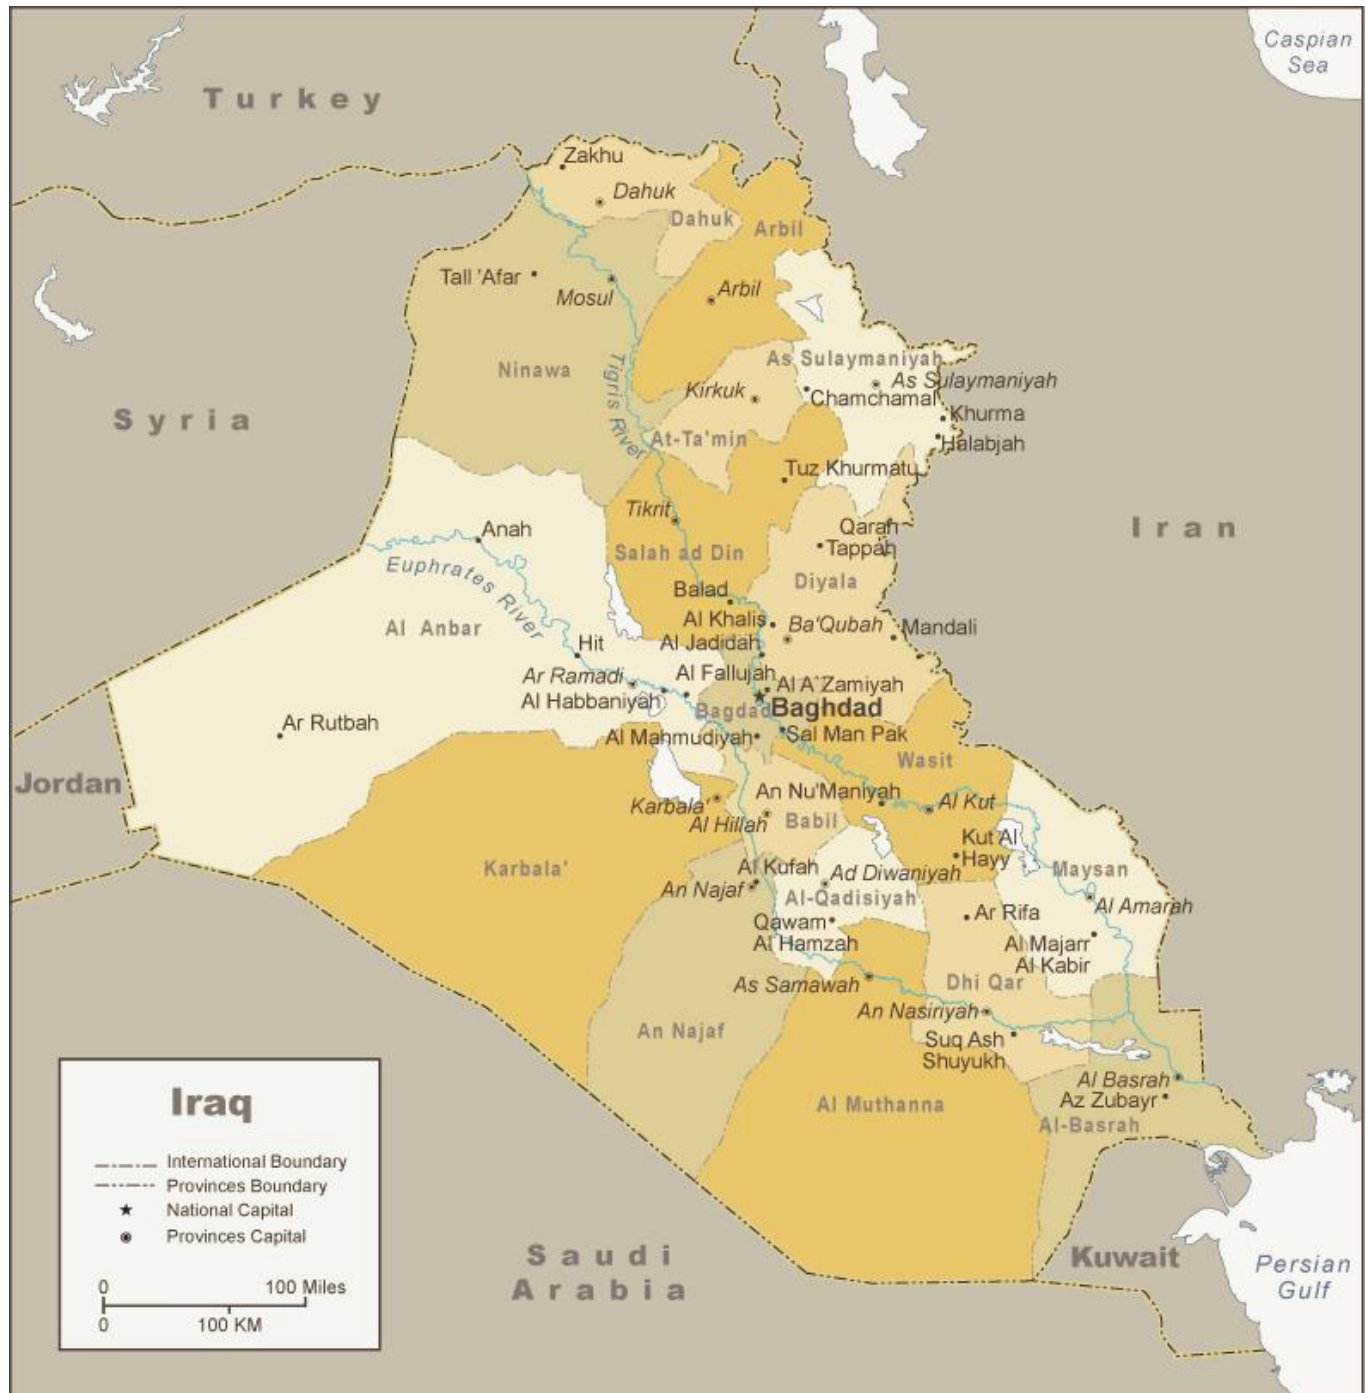 Caspian
Sea
Turkey
Zakhu
Dahuk
Dahuk
Arbil
Tall 'Afar
Mosul
Arbil
Ninawa
Tigris River
As Sulaymaniyah
As Sulaymaniyah
Kirkuk
Chamchamal
Khurma
Syria
At-Ta'min
Halabjah
Tuz Khurmatu
Tikrit
Anah
Qarah
Tappah
Iran
Salah ad Din
Euphrates River
Diyala
Balad
Al Anbar
Al Khalis
Ba'Qubah
Mandali
Hit
Al Jadidah
Ar Ramadi
Al Fallujah
Al A'Zamiyah
Al Habbaniyah
Bagdad
Baghdad
Ar Rutbah
Al Mahmudiyah
Sal Man Pak
Wasit
Jordan
An Nu'Maniyah
Karbala'
Al Kut
Al Hillah
Babil
Kut Al
Hayy
Karbala'
Al Kufah
Ad Diwaniyah
Maysan
An Najaf
Al-Qadisiyah
Al Amarah
Qawam
Al Hamzah
Ar Rifa
Al Majarr
Al Kabir
As Samawah
Dhi Qar
An Nasiriyah
An Najaf
Suq Ash
Shuyukh
Al Basrah
Az Zubayr
Al Muthanna
Al-Basrah
Iraq
International Boundary
Provinces Boundary
National Capital
Provinces Capital
0 100 Miles
0 100 KM
Saudi
Arabia
Kuwait
Persian
Gulf